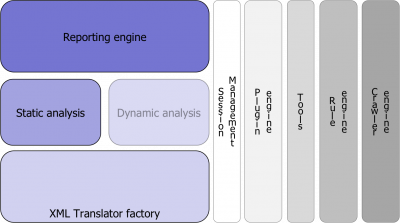 Reporting engine
Static analysis
Dynamic analysis
XML Translator factory
Session
Management
Plugin
engine
Tools
Rule
engine
Crawler
engine